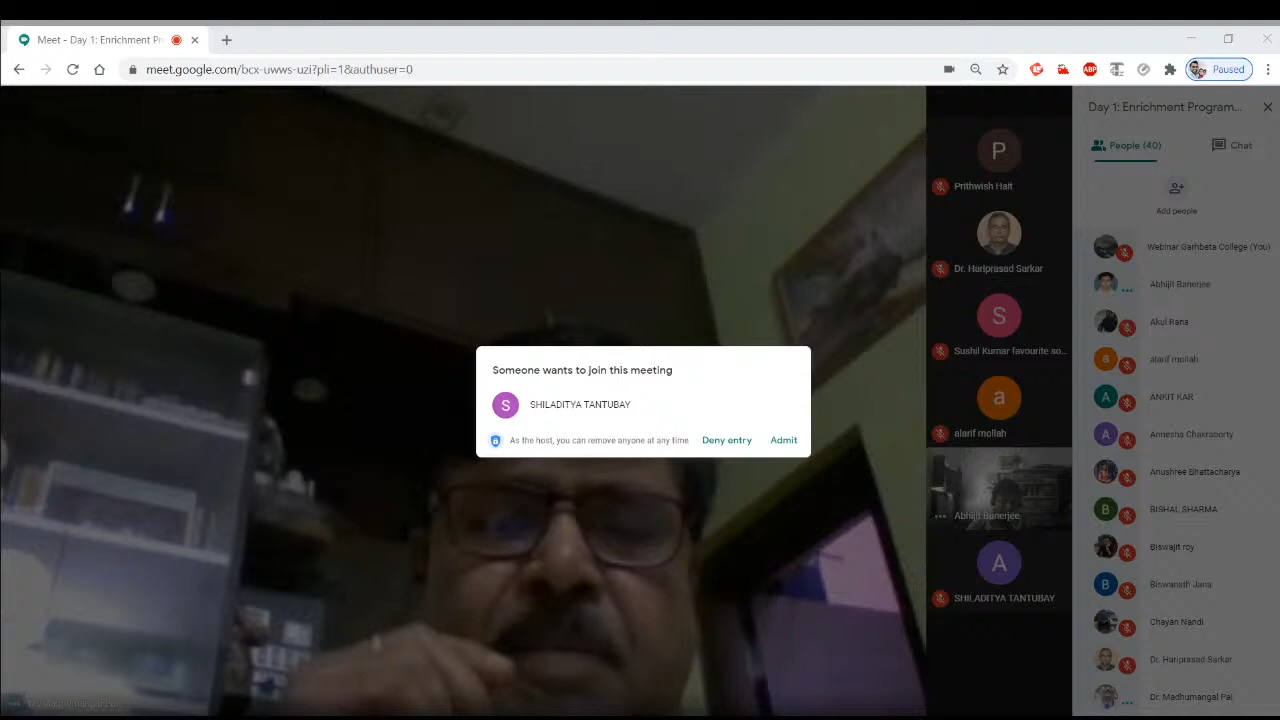 Meet - Day 1: Enrichment Pr
meet.google.com/bcx-uwws-uzi?pli=1&authuser=0
ABP
Paused
Day 1: Enrichment Program...
People (40)
Chat
Add people
P
Prithwish Hait
Dr. Hariprasad Sarkar
S
Sushil Kumar favourite so...
a
alarif mollah
Abhijit Banerjee
A
SHILADITYA TANTUBAY
Someone wants to join this meeting
S
SHILADITYA TANTUBAY
As the host, you can remove anyone at any time
Deny entry
Admit
Webinar Garhbeta College (You)
Abhijit Banerjee
Akul Rana
a
alarif mollah
A
ANKIT KAR
A
Annesha Chakraborty
Anushree Bhattacharya
B
BISHAL SHARMA
Biswajit roy
B
Biswanath Jana
Chayan Nandi
Dr. Hariprasad Sarkar
Dr. Madhumangal Pal